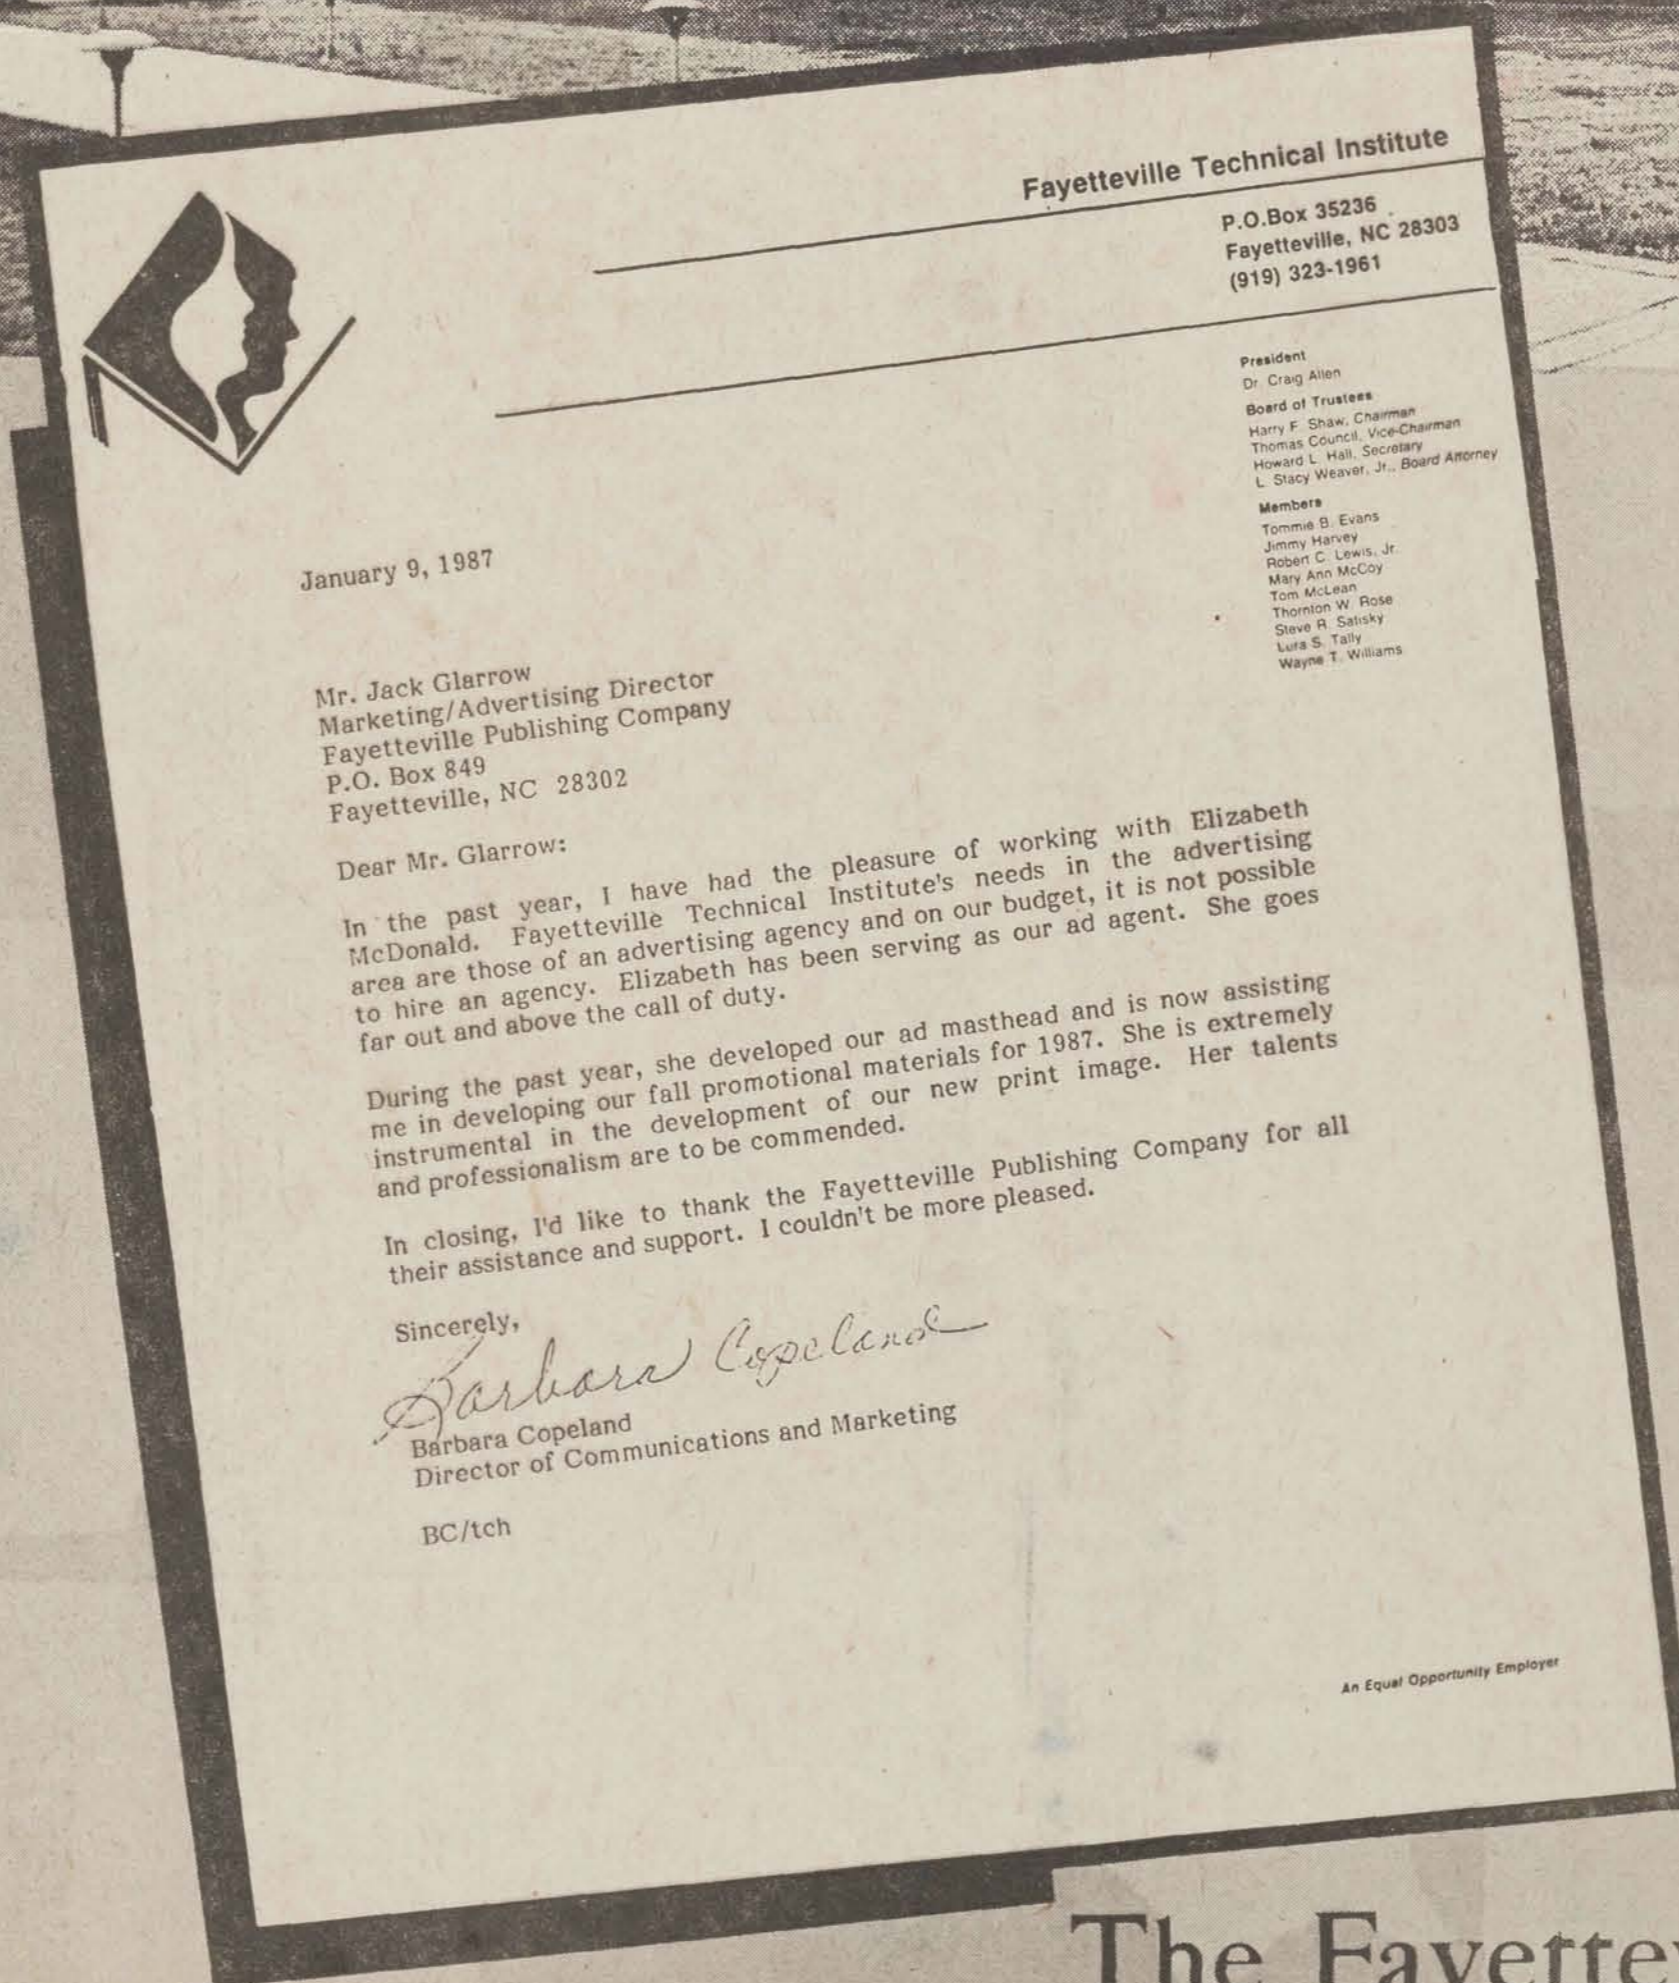 Fayetteville Technical Institute
P.O.Box 35236
Fayetteville, NC 28303
(919) 323-1961
President
Dr. Craig Allen
Board of Trustees
Harry F. Shaw, Chairman
Thomas Council, Vice-Chairman
Howard L. Hall, Secretary
L. Stacy Weaver, Jr., Board Attorney
Members
Tommie B. Evans
Jimmy Harvey
Robert C. Lewis, Jr.
Mary Ann McCoy
Tom McLean
Thornton W. Rose
Steve R. Satisky
Lura S. Tally
Wayne T. Williams
January 9, 1987
Mr. Jack Glarrow
Marketing/Advertising Director
Fayetteville Publishing Company
P.O. Box 849
Fayetteville, NC 28302
Dear Mr. Glarrow:
In the past year, I have had the pleasure of working with Elizabeth
McDonald. Fayetteville Technical Institute's needs in the advertising
area are those of an advertising agency and on our budget, it is not possible
to hire an agency. Elizabeth has been serving as our ad agent. She goes
far out and above the call of duty.
During the past year, she developed our ad masthead and is now assisting
me in developing our fall promotional materials for 1987. She is extremely
instrumental in the development of our new print image. Her talents
and professionalism are to be commended.
In closing, I'd like to thank the Fayetteville Publishing Company for all
their assistance and support. I couldn't be more pleased.
Sincerely,
Barbara Copeland
Barbara Copeland
Director of Communications and Marketing
BC/tch
An Equal Opportunity Employer
The Fayette